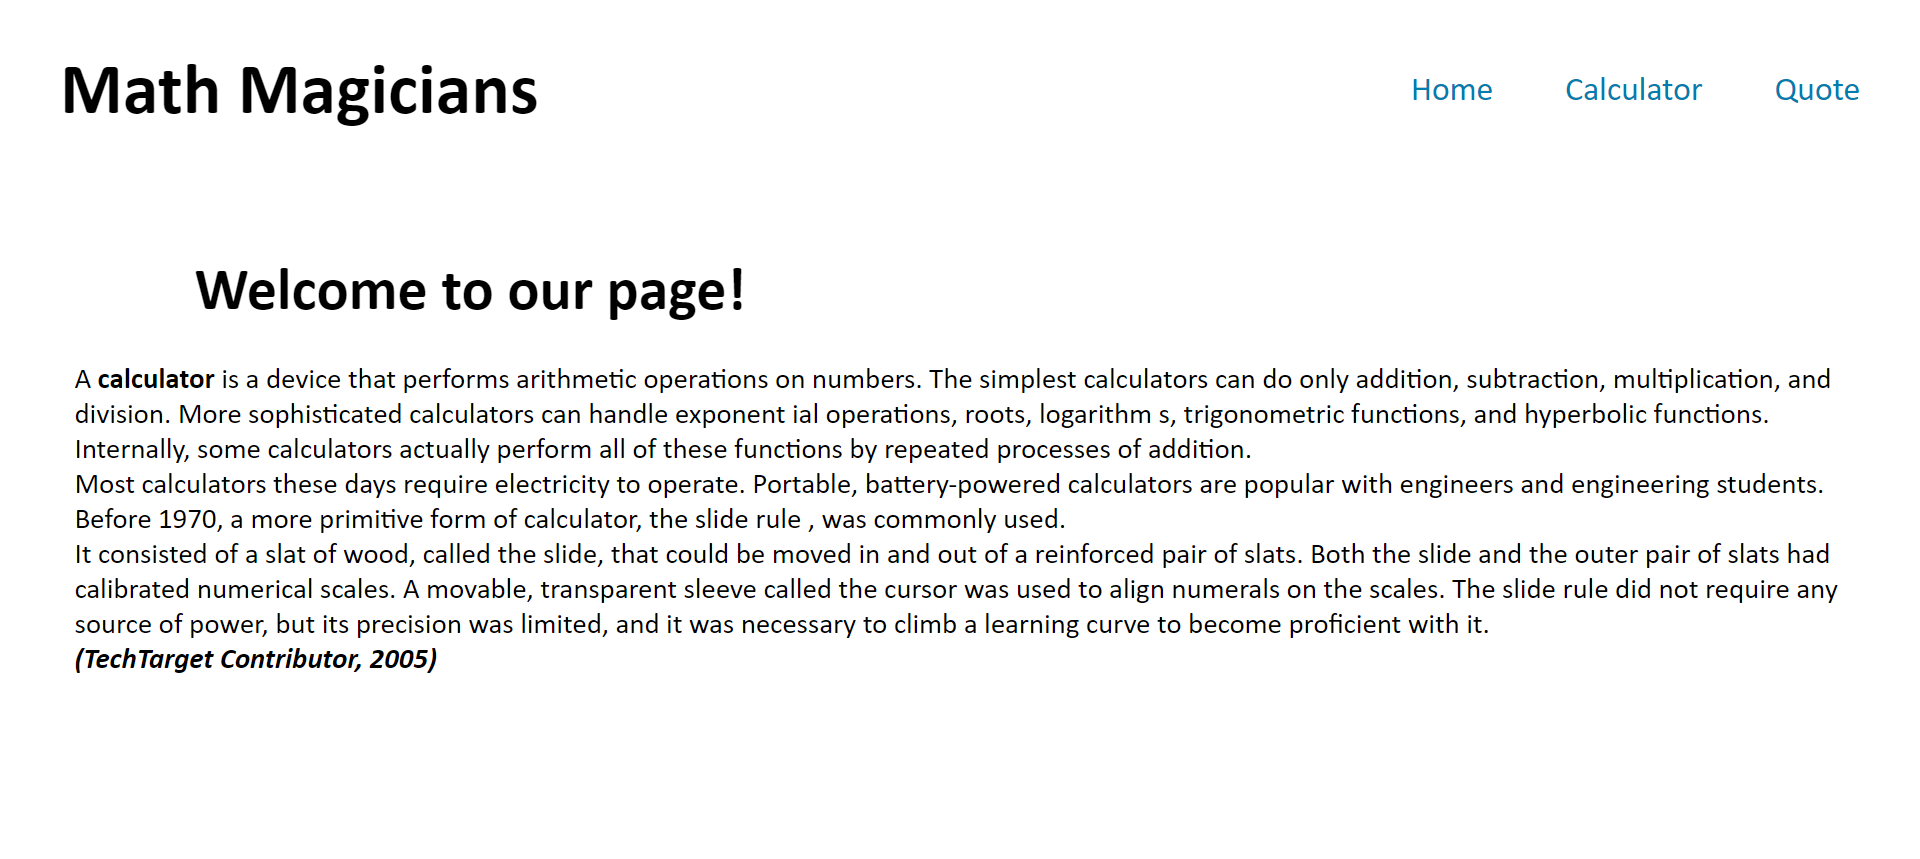 Math Magicians
Home Calculator Quote
Welcome to our page!
A calculator is a device that performs arithmetic operations on numbers. The simplest calculators can do only addition, subtraction, multiplication, and
division. More sophisticated calculators can handle exponent ial operations, roots, logarithm s, trigonometric functions, and hyperbolic functions.
Internally, some calculators actually perform all of these functions by repeated processes of addition.
Most calculators these days require electricity to operate. Portable, battery-powered calculators are popular with engineers and engineering students.
Before 1970, a more primitive form of calculator, the slide rule , was commonly used.
It consisted of a slat of wood, called the slide, that could be moved in and out of a reinforced pair of slats. Both the slide and the outer pair of slats had
calibrated numerical scales. A movable, transparent sleeve called the cursor was used to align numerals on the scales. The slide rule did not require any
source of power, but its precision was limited, and it was necessary to climb a learning curve to become proficient with it.
(TechTarget Contributor, 2005)